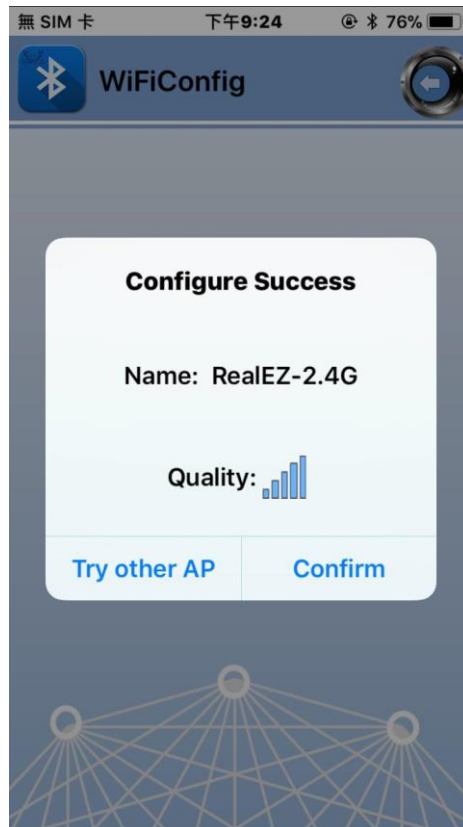 無 SIM 卡 下午9:24 76%
WiFiConfig
Configure Success
Name: RealEZ-2.4G
Quality:
Try other AP Confirm